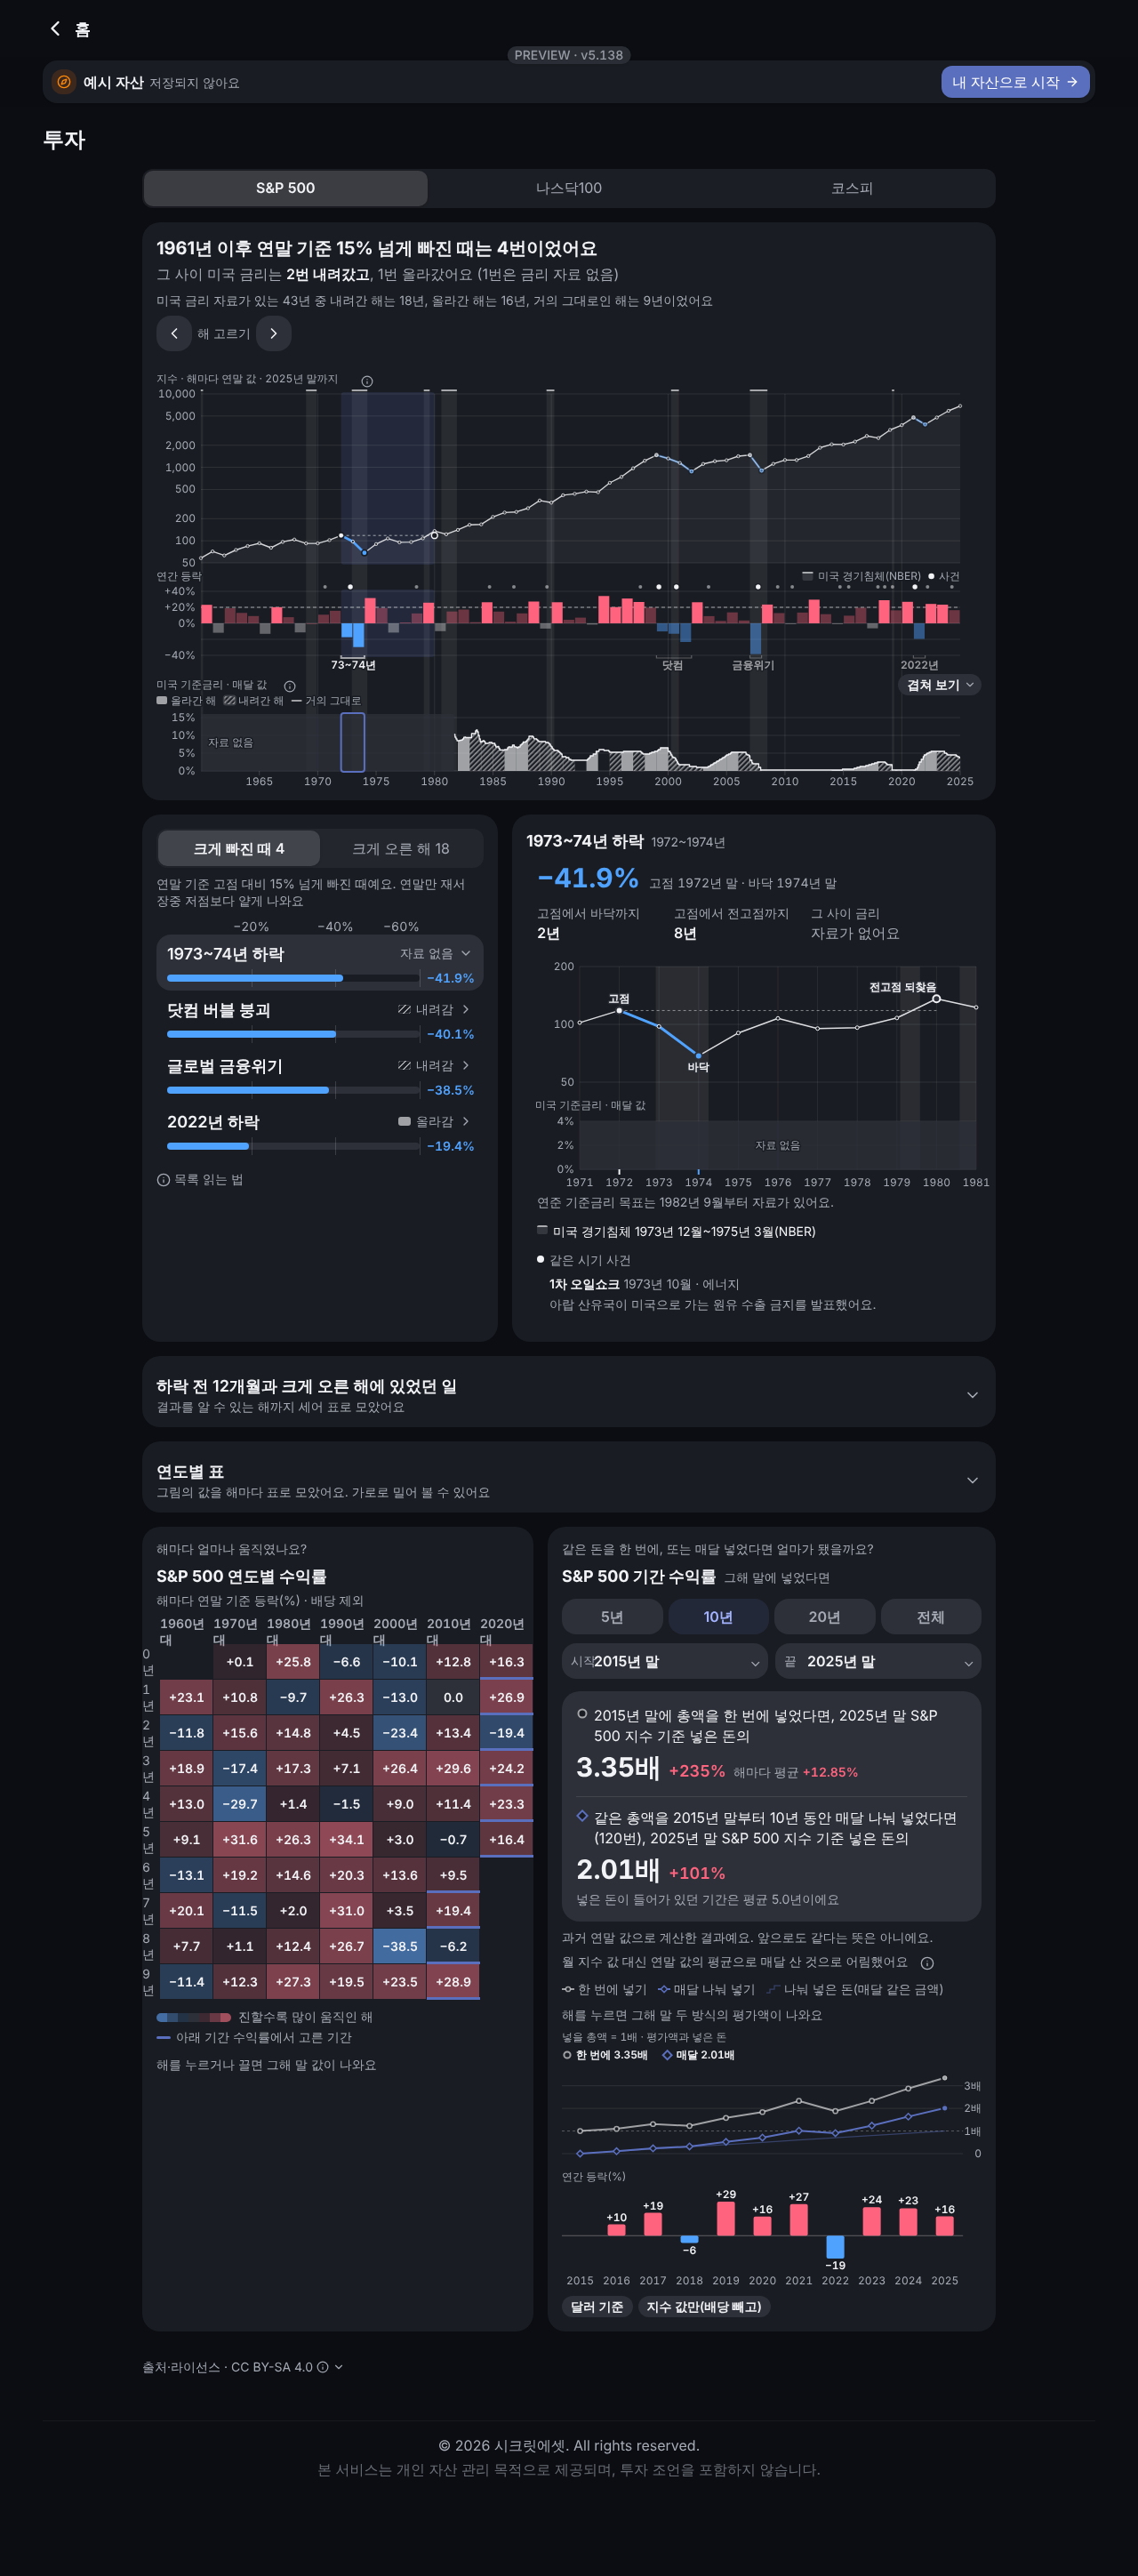 홈
PREVIEW · v5.138
예시 자산 저장되지 않아요
내 자산으로 시작 →
투자
S&P 500
나스닥100
코스피
1961년 이후 연말 기준 15% 넘게 빠진 때는 4번이었어요
그 사이 미국 금리는 2번 내려갔고, 1번 올라갔어요 (1번은 금리 자료 없음)
미국 금리 자료가 있는 43년 중 내려간 해는 18년, 올라간 해는 16년, 거의 그대로인 해는 9년이었어요
해 고르기
지수 · 해마다 연말 값 · 2025년 말까지
10,000
5,000
2,000
1,000
500
200
100
50
연간 등락
미국 경기침체(NBER)
사건
+40%
+20%
0%
−40%
73~74년
닷컴
금융위기
2022년
미국 기준금리 · 매달 값
겹쳐 보기
올라간 해
내려간 해
거의 그대로
15%
10%
5%
0%
자료 없음
1965 1970 1975 1980 1985 1990 1995 2000 2005 2010 2015 2020 2025
크게 빠진 때 4
크게 오른 해 18
연말 기준 고점 대비 15% 넘게 빠진 때예요. 연말만 재서
장중 저점보다 얕게 나와요
−20% −40% −60%
1973~74년 하락
자료 없음
−41.9%
닷컴 버블 붕괴
내려감
−40.1%
글로벌 금융위기
내려감
−38.5%
2022년 하락
올라감
−19.4%
목록 읽는 법
1973~74년 하락 1972~1974년
−41.9% 고점 1972년 말 · 바닥 1974년 말
고점에서 바닥까지
고점에서 전고점까지
그 사이 금리
2년
8년
자료가 없어요
200
100
50
고점
바닥
전고점 되찾음
미국 기준금리 · 매달 값
4%
2%
0%
자료 없음
1971 1972 1973 1974 1975 1976 1977 1978 1979 1980 1981
연준 기준금리 목표는 1982년 9월부터 자료가 있어요.
미국 경기침체 1973년 12월~1975년 3월(NBER)
같은 시기 사건
1차 오일쇼크 1973년 10월 · 에너지
아랍 산유국이 미국으로 가는 원유 수출 금지를 발표했어요.
하락 전 12개월과 크게 오른 해에 있었던 일
결과를 알 수 있는 해까지 세어 표로 모았어요
연도별 표
그림의 값을 해마다 표로 모았어요. 가로로 밀어 볼 수 있어요
해마다 얼마나 움직였나요?
S&P 500 연도별 수익률
해마다 연말 기준 등락(%) · 배당 제외
1960년대 1970년대 1980년대 1990년대 2000년대 2010년대 2020년대
0년 +0.1 +25.8 −6.6 −10.1 +12.8 +16.3
1년 +23.1 +10.8 −9.7 +26.3 −13.0 0.0 +26.9
2년 −11.8 +15.6 +14.8 +4.5 −23.4 +13.4 −19.4
3년 +18.9 −17.4 +17.3 +7.1 +26.4 +29.6 +24.2
4년 +13.0 −29.7 +1.4 −1.5 +9.0 +11.4 +23.3
5년 +9.1 +31.6 +26.3 +34.1 +3.0 −0.7 +16.4
6년 −13.1 +19.2 +14.6 +20.3 +13.6 +9.5
7년 +20.1 −11.5 +2.0 +31.0 +3.5 +19.4
8년 +7.7 +1.1 +12.4 +26.7 −38.5 −6.2
9년 −11.4 +12.3 +27.3 +19.5 +23.5 +28.9
진할수록 많이 움직인 해
아래 기간 수익률에서 고른 기간
해를 누르거나 끌면 그해 말 값이 나와요
같은 돈을 한 번에, 또는 매달 넣었다면 얼마가 됐을까요?
S&P 500 기간 수익률 그해 말에 넣었다면
5년
10년
20년
전체
시작 2015년 말
끝 2025년 말
2015년 말에 총액을 한 번에 넣었다면, 2025년 말 S&P
500 지수 기준 넣은 돈의
3.35배 +235% 해마다 평균 +12.85%
같은 총액을 2015년 말부터 10년 동안 매달 나눠 넣었다면
(120번), 2025년 말 S&P 500 지수 기준 넣은 돈의
2.01배 +101%
넣은 돈이 들어가 있던 기간은 평균 5.0년이에요
과거 연말 값으로 계산한 결과예요. 앞으로도 같다는 뜻은 아니에요.
월 지수 값 대신 연말 값의 평균으로 매달 산 것으로 어림했어요
한 번에 넣기
매달 나눠 넣기
나눠 넣은 돈(매달 같은 금액)
해를 누르면 그해 말 두 방식의 평가액이 나와요
넣을 총액 = 1배 · 평가액과 넣은 돈
한 번에 3.35배
매달 2.01배
3배
2배
1배
0
연간 등락(%)
+10 +19 −6 +29 +16 +27 −19 +24 +23 +16
2015 2016 2017 2018 2019 2020 2021 2022 2023 2024 2025
달러 기준
지수 값만(배당 빼고)
출처·라이선스 · CC BY-SA 4.0
© 2026 시크릿에셋. All rights reserved.
본 서비스는 개인 자산 관리 목적으로 제공되며, 투자 조언을 포함하지 않습니다.